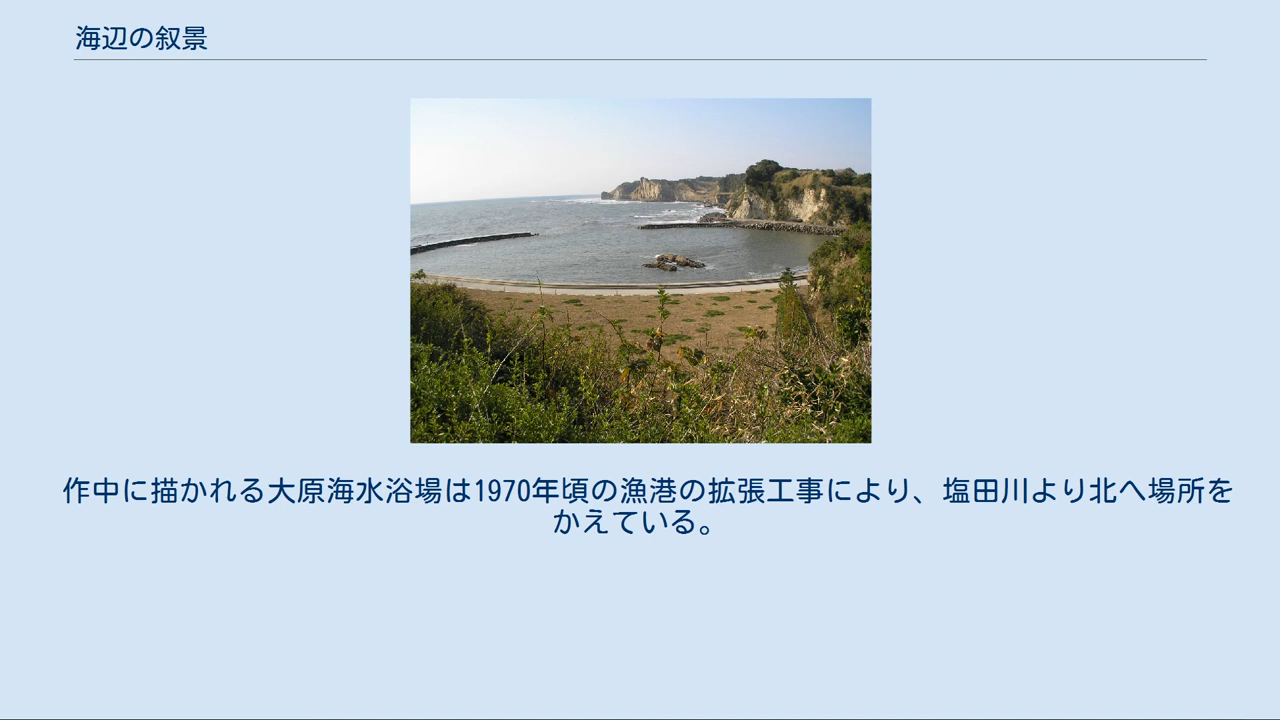 海辺の叙景
作中に描かれる大原海水浴場は1970年頃の漁港の拡張工事により、塩田川より北へ場所を
かえている。